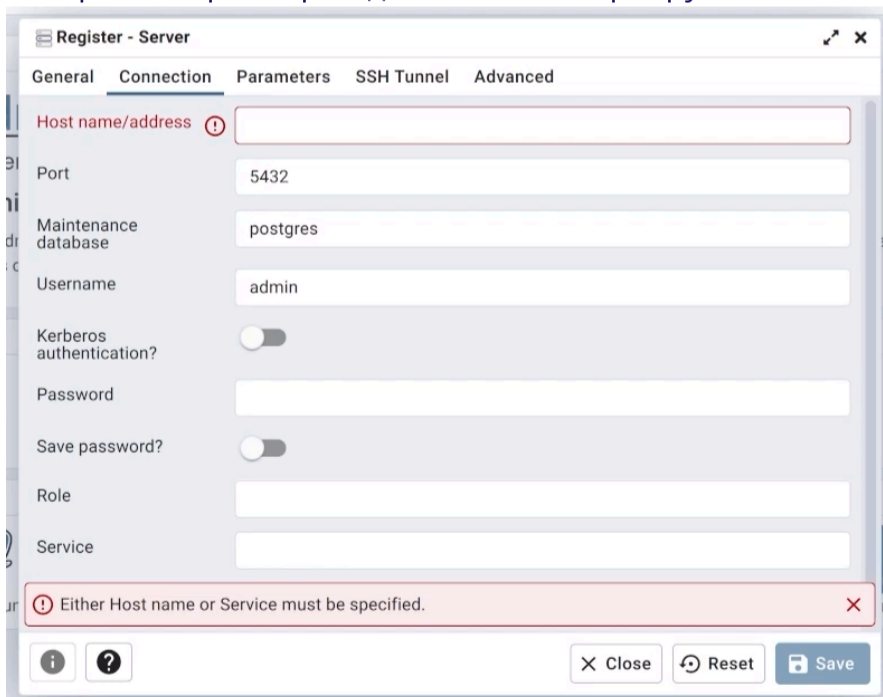 Register - Server
General Connection Parameters SSH Tunnel Advanced
Host name/address
Port 5432
Maintenance
database postgres
Username admin
Kerberos
authentication?
Password
Save password?
Role
Service
Either Host name or Service must be specified.
Close Reset Save